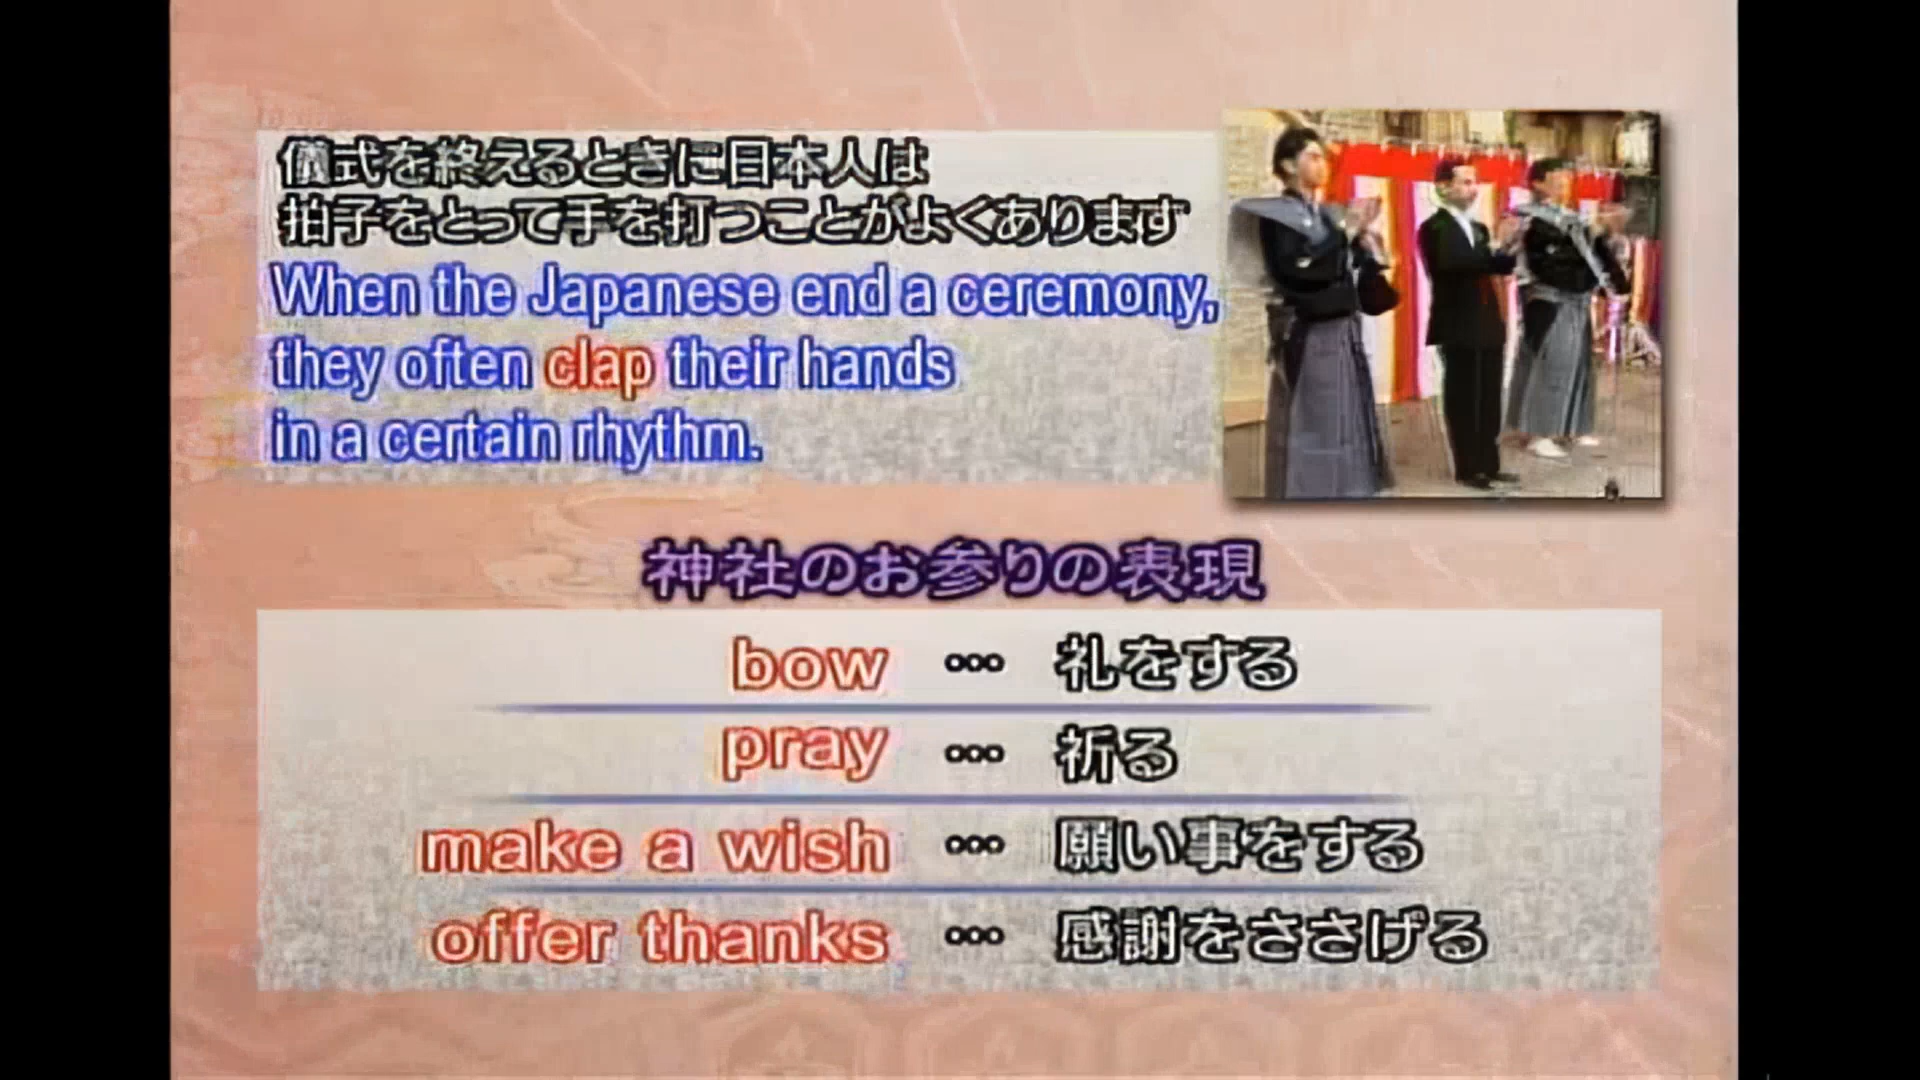 儀式を終えるときに日本人は
拍子をとって手を打つことがよくあります
When the Japanese end a ceremony,
they often clap their hands
in a certain rhythm.
神社のお参りの表現
bow … 礼をする
pray … 祈る
make a wish … 願い事をする
offer thanks … 感謝をささげる